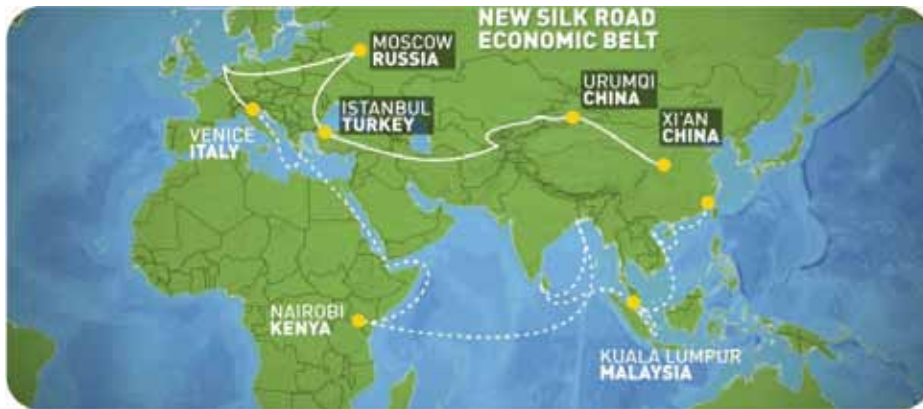 NEW SILK ROAD
ECONOMIC BELT
MOSCOW
RUSSIA
URUMQI
CHINA
ISTANBUL
TURKEY
XI'AN
CHINA
VENICE
ITALY
NAIROBI
KENYA
KUALA LUMPUR
MALAYSIA